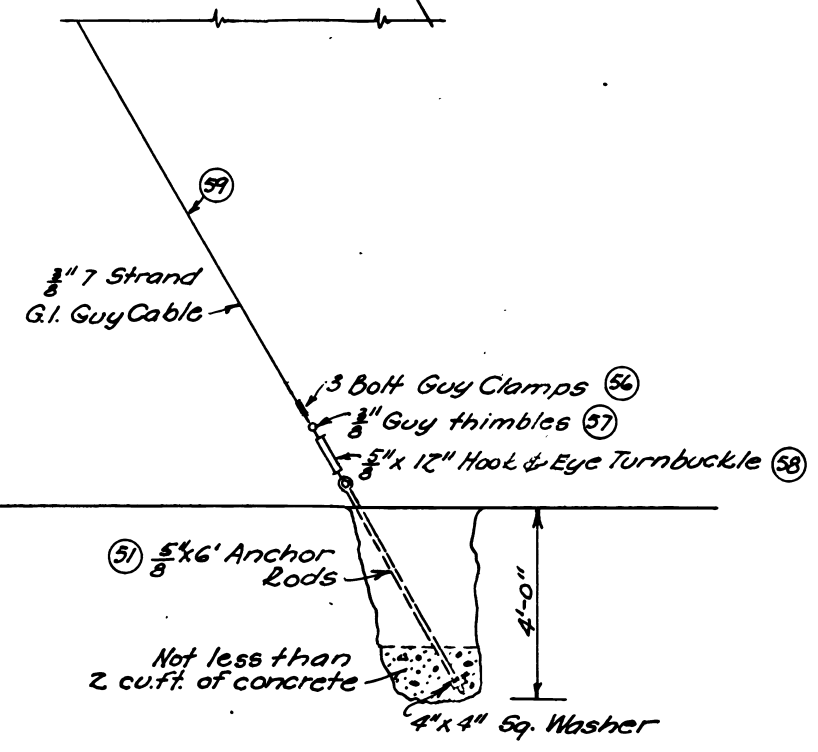 59
3/8" 7 Strand
G.I. Guy Cable
3 Bolt Guy Clamps 56
3/8" Guy thimbles 57
5/8" x 12" Hook & Eye Turnbuckle 58
51 5/8"x6' Anchor
Rods
4'-0"
Not less than
2 cu.ft. of concrete
4"x4" Sq. Washer